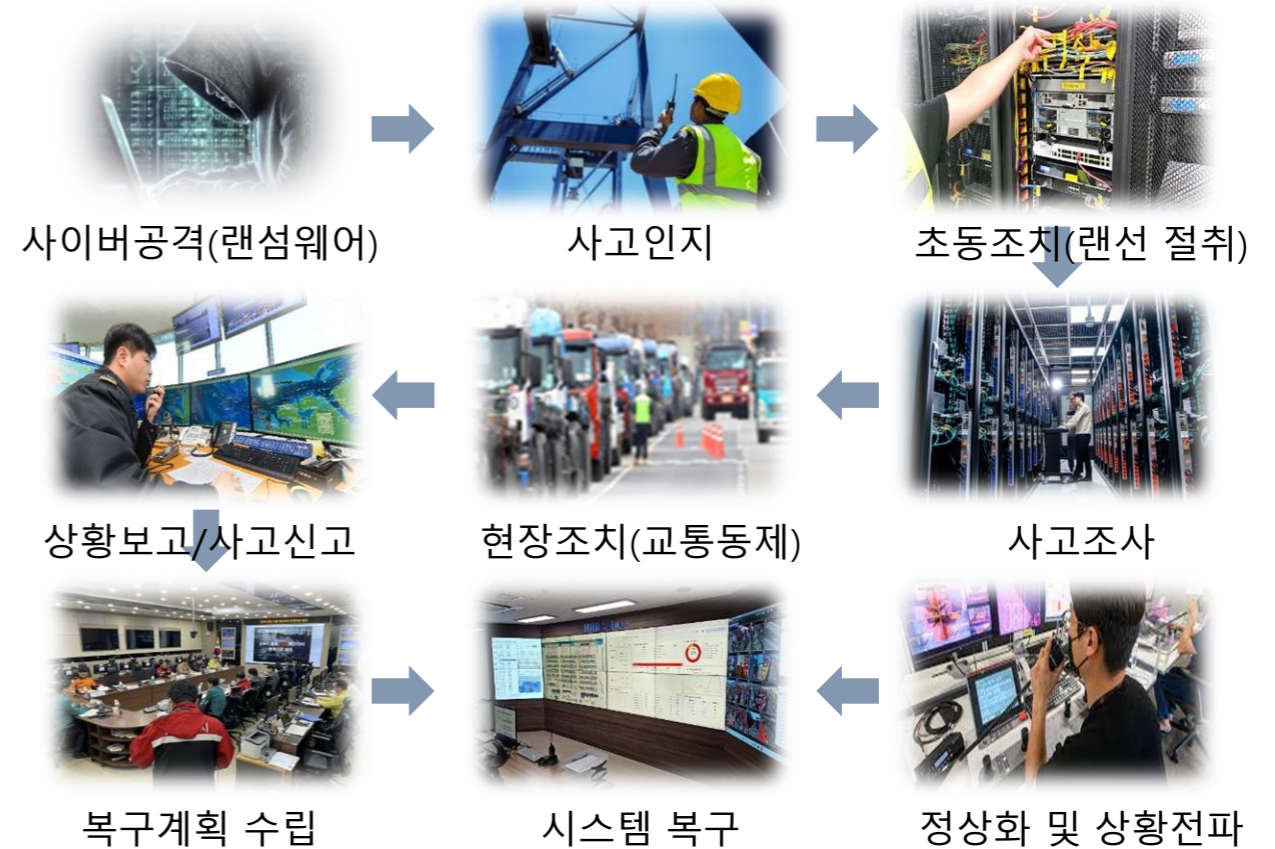 사이버공격(랜섬웨어)
사고인지
초동조치(랜선 절취)
상황보고/사고신고
현장조치(교통동제)
사고조사
복구계획 수립
시스템 복구
정상화 및 상황전파